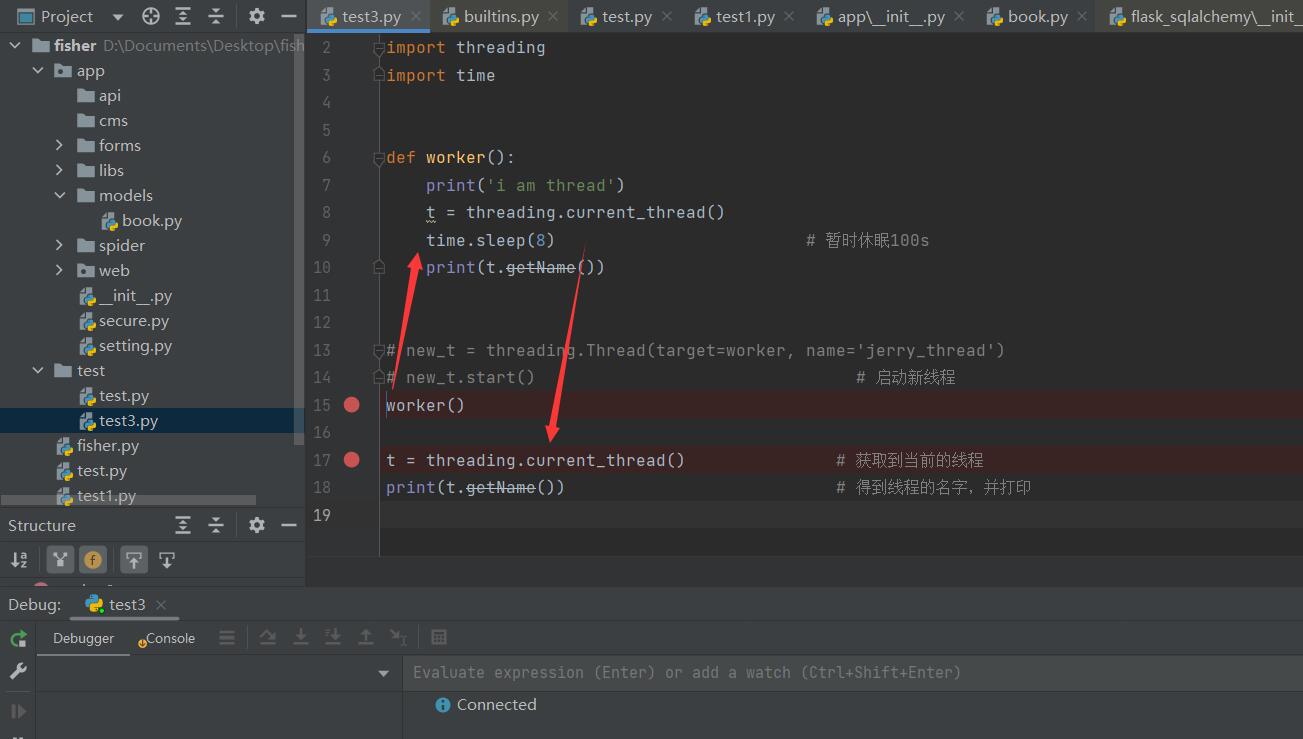 Project
test3.py
builtins.py
test.py
test1.py
app\__init__.py
book.py
flask_sqlalchemy\__init_
fisher D:\Documents\Desktop\fish
app
api
cms
forms
libs
models
book.py
spider
web
__init__.py
secure.py
setting.py
test
test.py
test3.py
fisher.py
test.py
test1.py
2 import threading
3 import time
4
5
6 def worker():
7 print('i am thread')
8 t = threading.current_thread()
9 time.sleep(8) # 暂时休眠100s
10 print(t.getName())
11
12
13 # new_t = threading.Thread(target=worker, name='jerry_thread')
14 # new_t.start() # 启动新线程
15 worker()
16
17 t = threading.current_thread() # 获取到当前的线程
18 print(t.getName()) # 得到线程的名字，并打印
19
Structure
Debug:
test3
Debugger
Console
Evaluate expression (Enter) or add a watch (Ctrl+Shift+Enter)
Connected